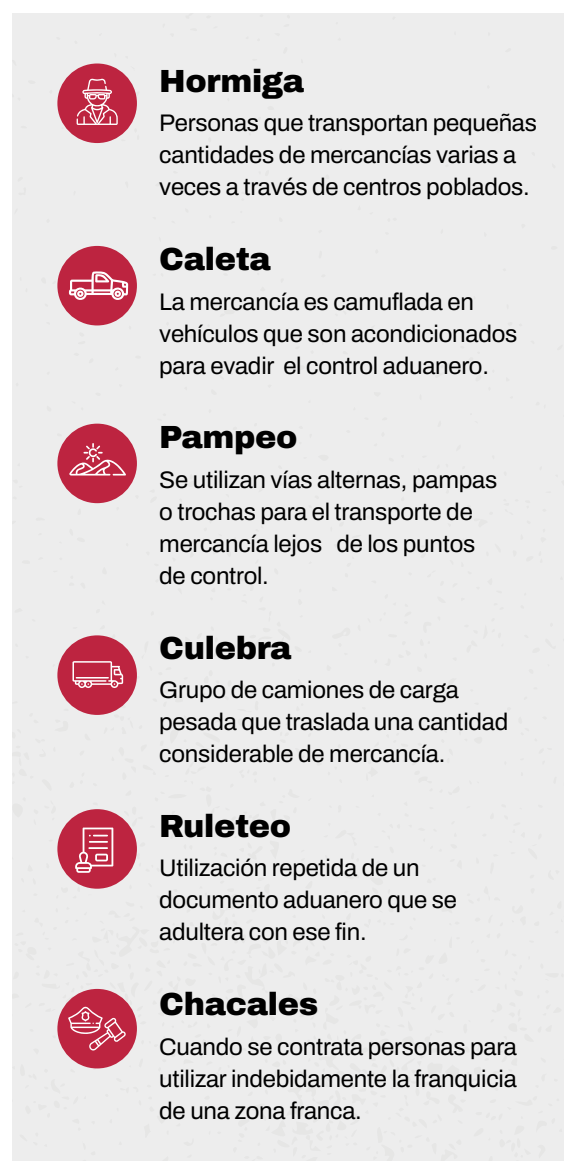 Hormiga
Personas que transportan pequeñas
cantidades de mercancías varias a
veces a través de centros poblados.
Caleta
La mercancía es camuflada en
vehículos que son acondicionados
para evadir el control aduanero.
Pampeo
Se utilizan vías alternas, pampas
o trochas para el transporte de
mercancía lejos de los puntos
de control.
Culebra
Grupo de camiones de carga
pesada que traslada una cantidad
considerable de mercancía.
Ruleteo
Utilización repetida de un
documento aduanero que se
adultera con ese fin.
Chacales
Cuando se contrata personas para
utilizar indebidamente la franquicia
de una zona franca.